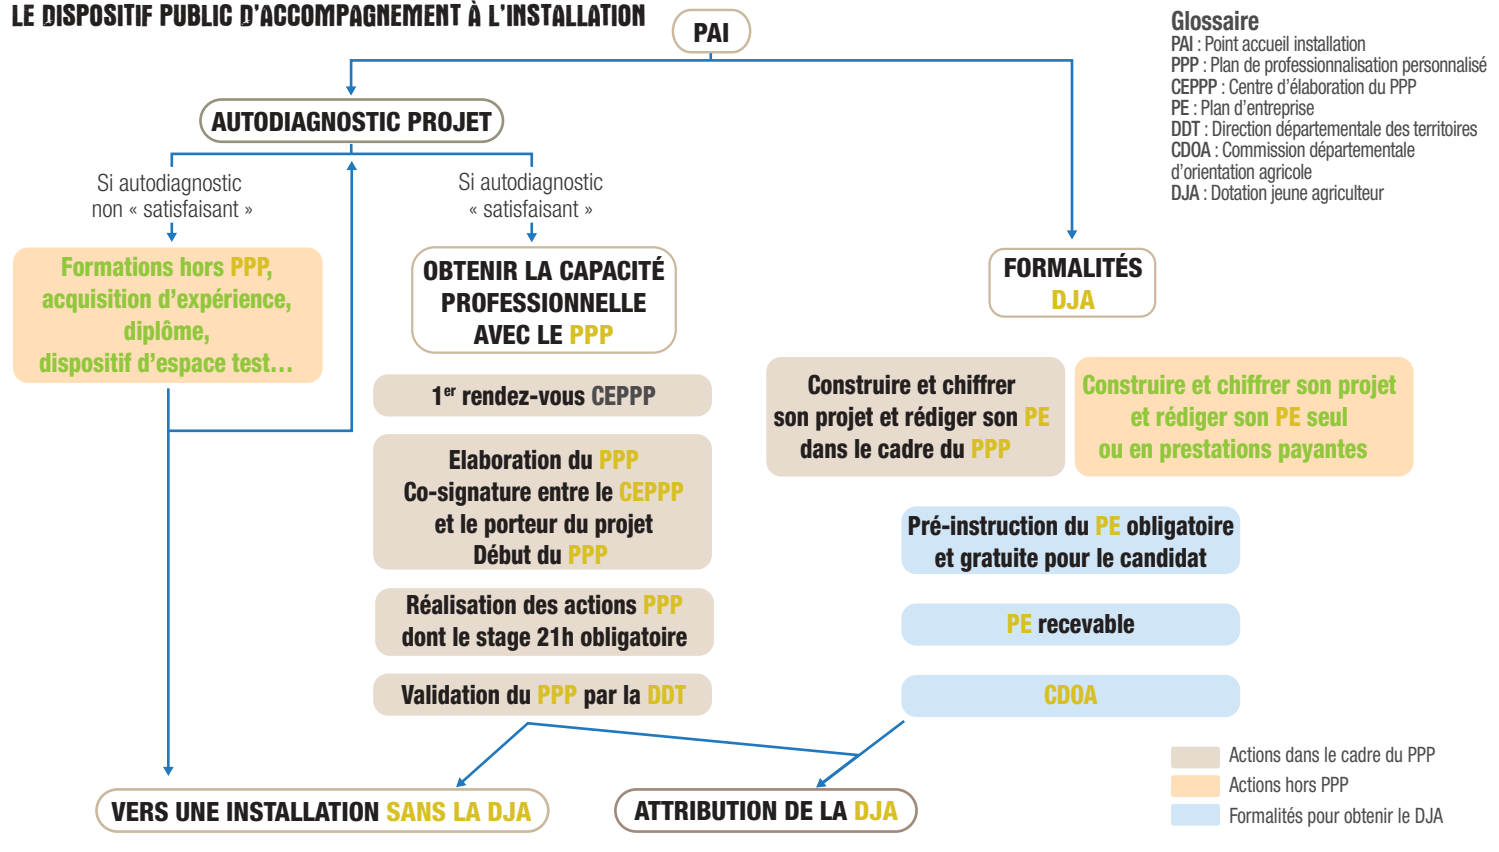 LE DISPOSITIF PUBLIC D'ACCOMPAGNEMENT À L'INSTALLATION
PAI
Glossaire
PAI : Point accueil installation
PPP : Plan de professionnalisation personnalisé
CEPPP : Centre d'élaboration du PPP
PE : Plan d'entreprise
DDT : Direction départementale des territoires
CDOA : Commission départementale
d'orientation agricole
DJA : Dotation jeune agriculteur
AUTODIAGNOSTIC PROJET
Si autodiagnostic
non « satisfaisant »
Si autodiagnostic
« satisfaisant »
Formations hors PPP,
acquisition d'expérience,
diplôme,
dispositif d'espace test…
OBTENIR LA CAPACITÉ
PROFESSIONNELLE
AVEC LE PPP
FORMALITÉS
DJA
1er rendez-vous CEPPP
Elaboration du PPP
Co-signature entre le CEPPP
et le porteur du projet
Début du PPP
Réalisation des actions PPP
dont le stage 21h obligatoire
Validation du PPP par la DDT
Construire et chiffrer
son projet et rédiger son PE
dans le cadre du PPP
Construire et chiffrer son projet
et rédiger son PE seul
ou en prestations payantes
Pré-instruction du PE obligatoire
et gratuite pour le candidat
PE recevable
CDOA
VERS UNE INSTALLATION SANS LA DJA
ATTRIBUTION DE LA DJA
Actions dans le cadre du PPP
Actions hors PPP
Formalités pour obtenir le DJA